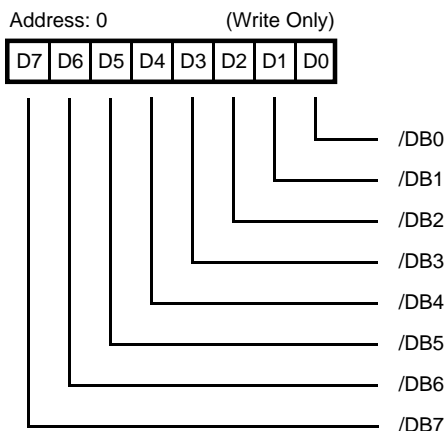 Address: 0 (Write Only)
D7 D6 D5 D4 D3 D2 D1 D0
/DB0
/DB1
/DB2
/DB3
/DB4
/DB5
/DB6
/DB7